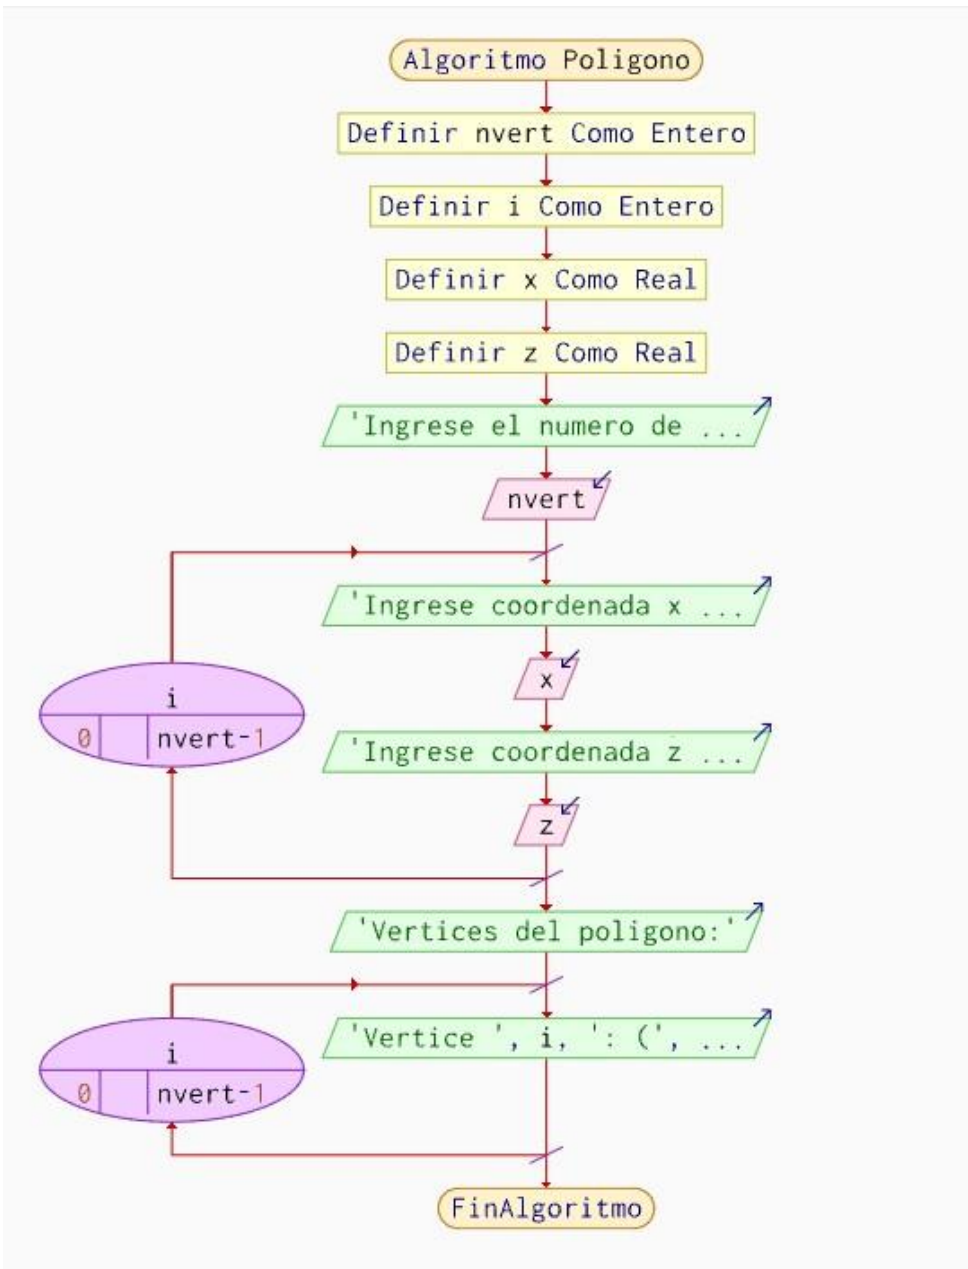 Algoritmo Poligono
Definir nvert Como Entero
Definir i Como Entero
Definir x Como Real
Definir z Como Real
'Ingrese el numero de ...
nvert
'Ingrese coordenada x ...
x
i
0 nvert-1
'Ingrese coordenada z ...
z
'Vertices del poligono:'
'Vertice ', i, ': (', ...
i
0 nvert-1
FinAlgoritmo